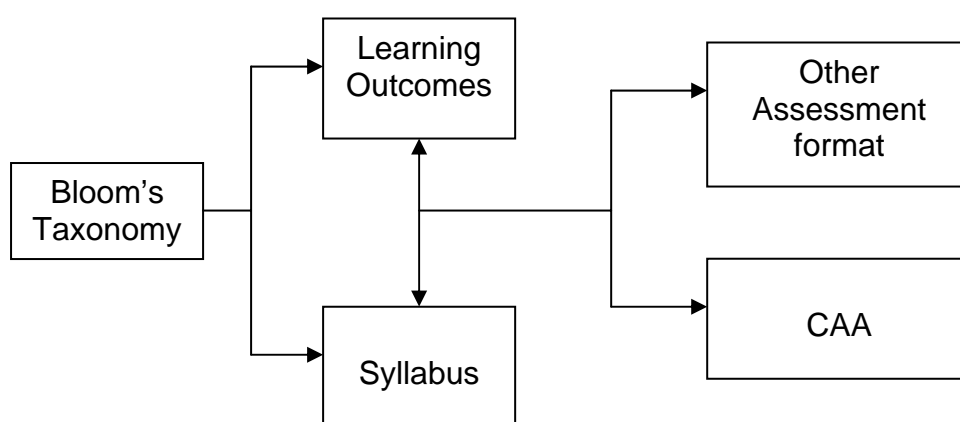 Bloom’s
Taxonomy
Learning
Outcomes
Syllabus
Other
Assessment
format
CAA